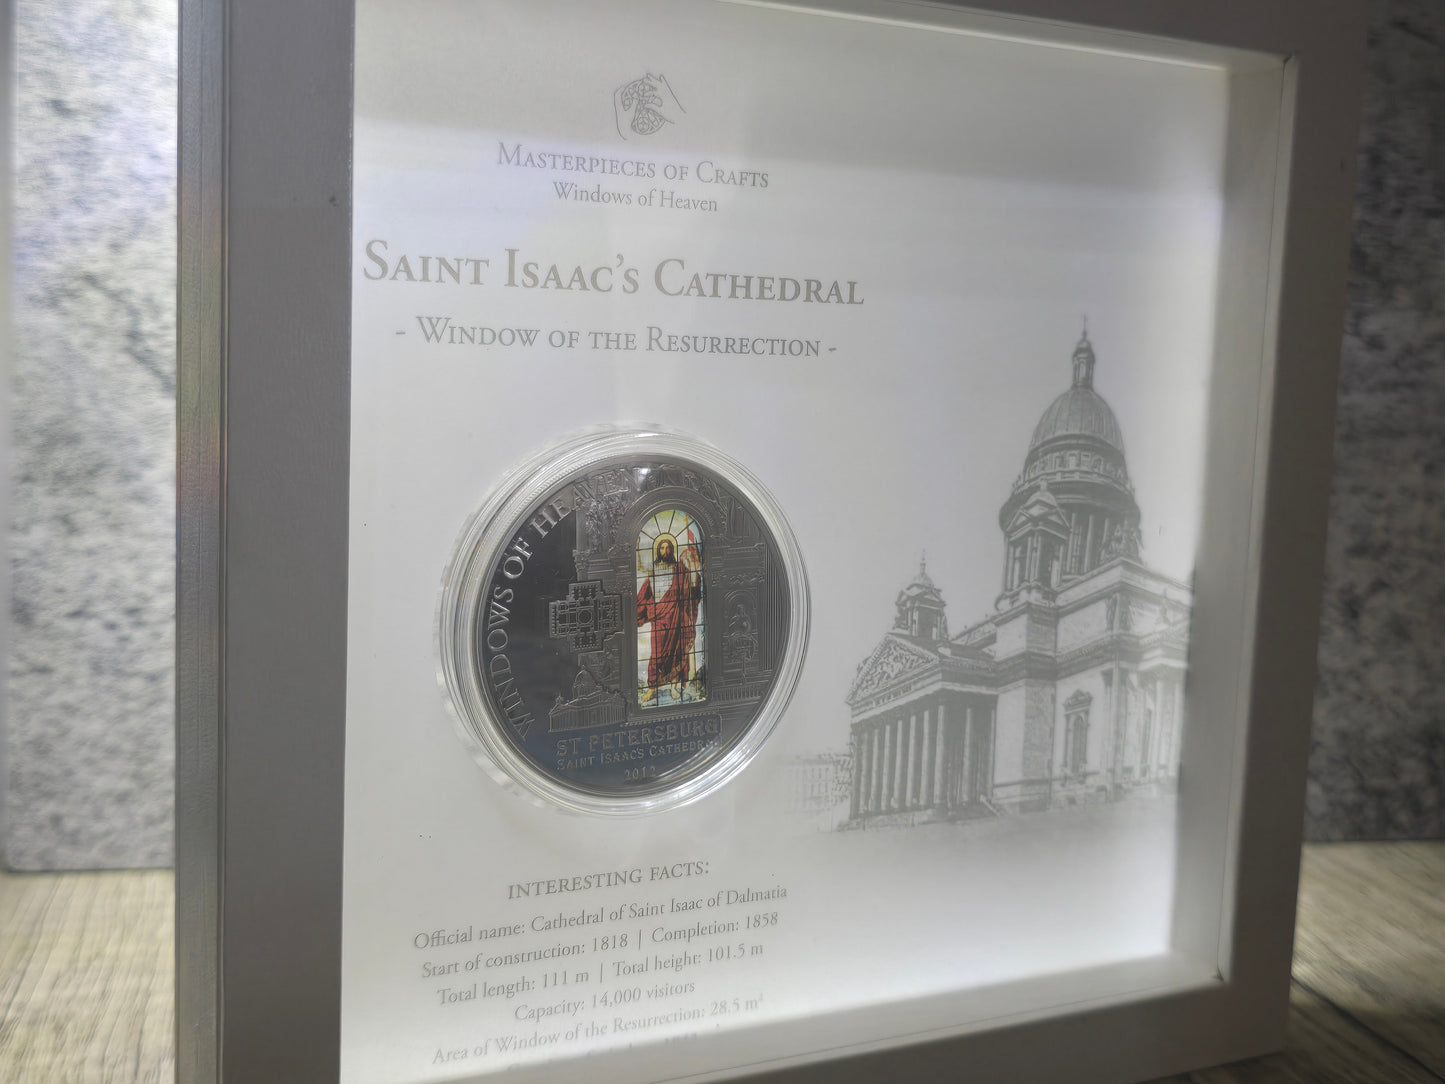 Masterpieces of Crafts
Windows of Heaven
Saint Isaac's Cathedral
- Window of the Resurrection -
WINDOWS OF HEAVEN
ST PETERSBURG
Saint Isaac's Cathedral
2012
INTERESTING FACTS:
Official name: Cathedral of Saint Isaac of Dalmatia
Start of construction: 1818 | Completion: 1858
Total length: 111 m | Total height: 101.5 m
Capacity: 14,000 visitors
Area of Window of the Resurrection: 28.5 m²